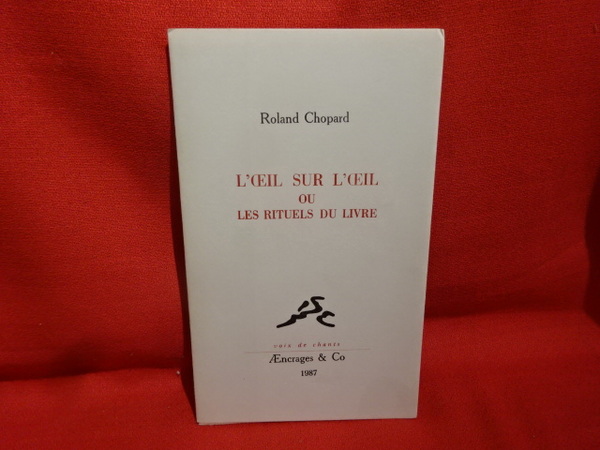 Roland Chopard
L'ŒIL SUR L'ŒIL
OU
LES RITUELS DU LIVRE
voix de chants
Æncrages & Co
1987